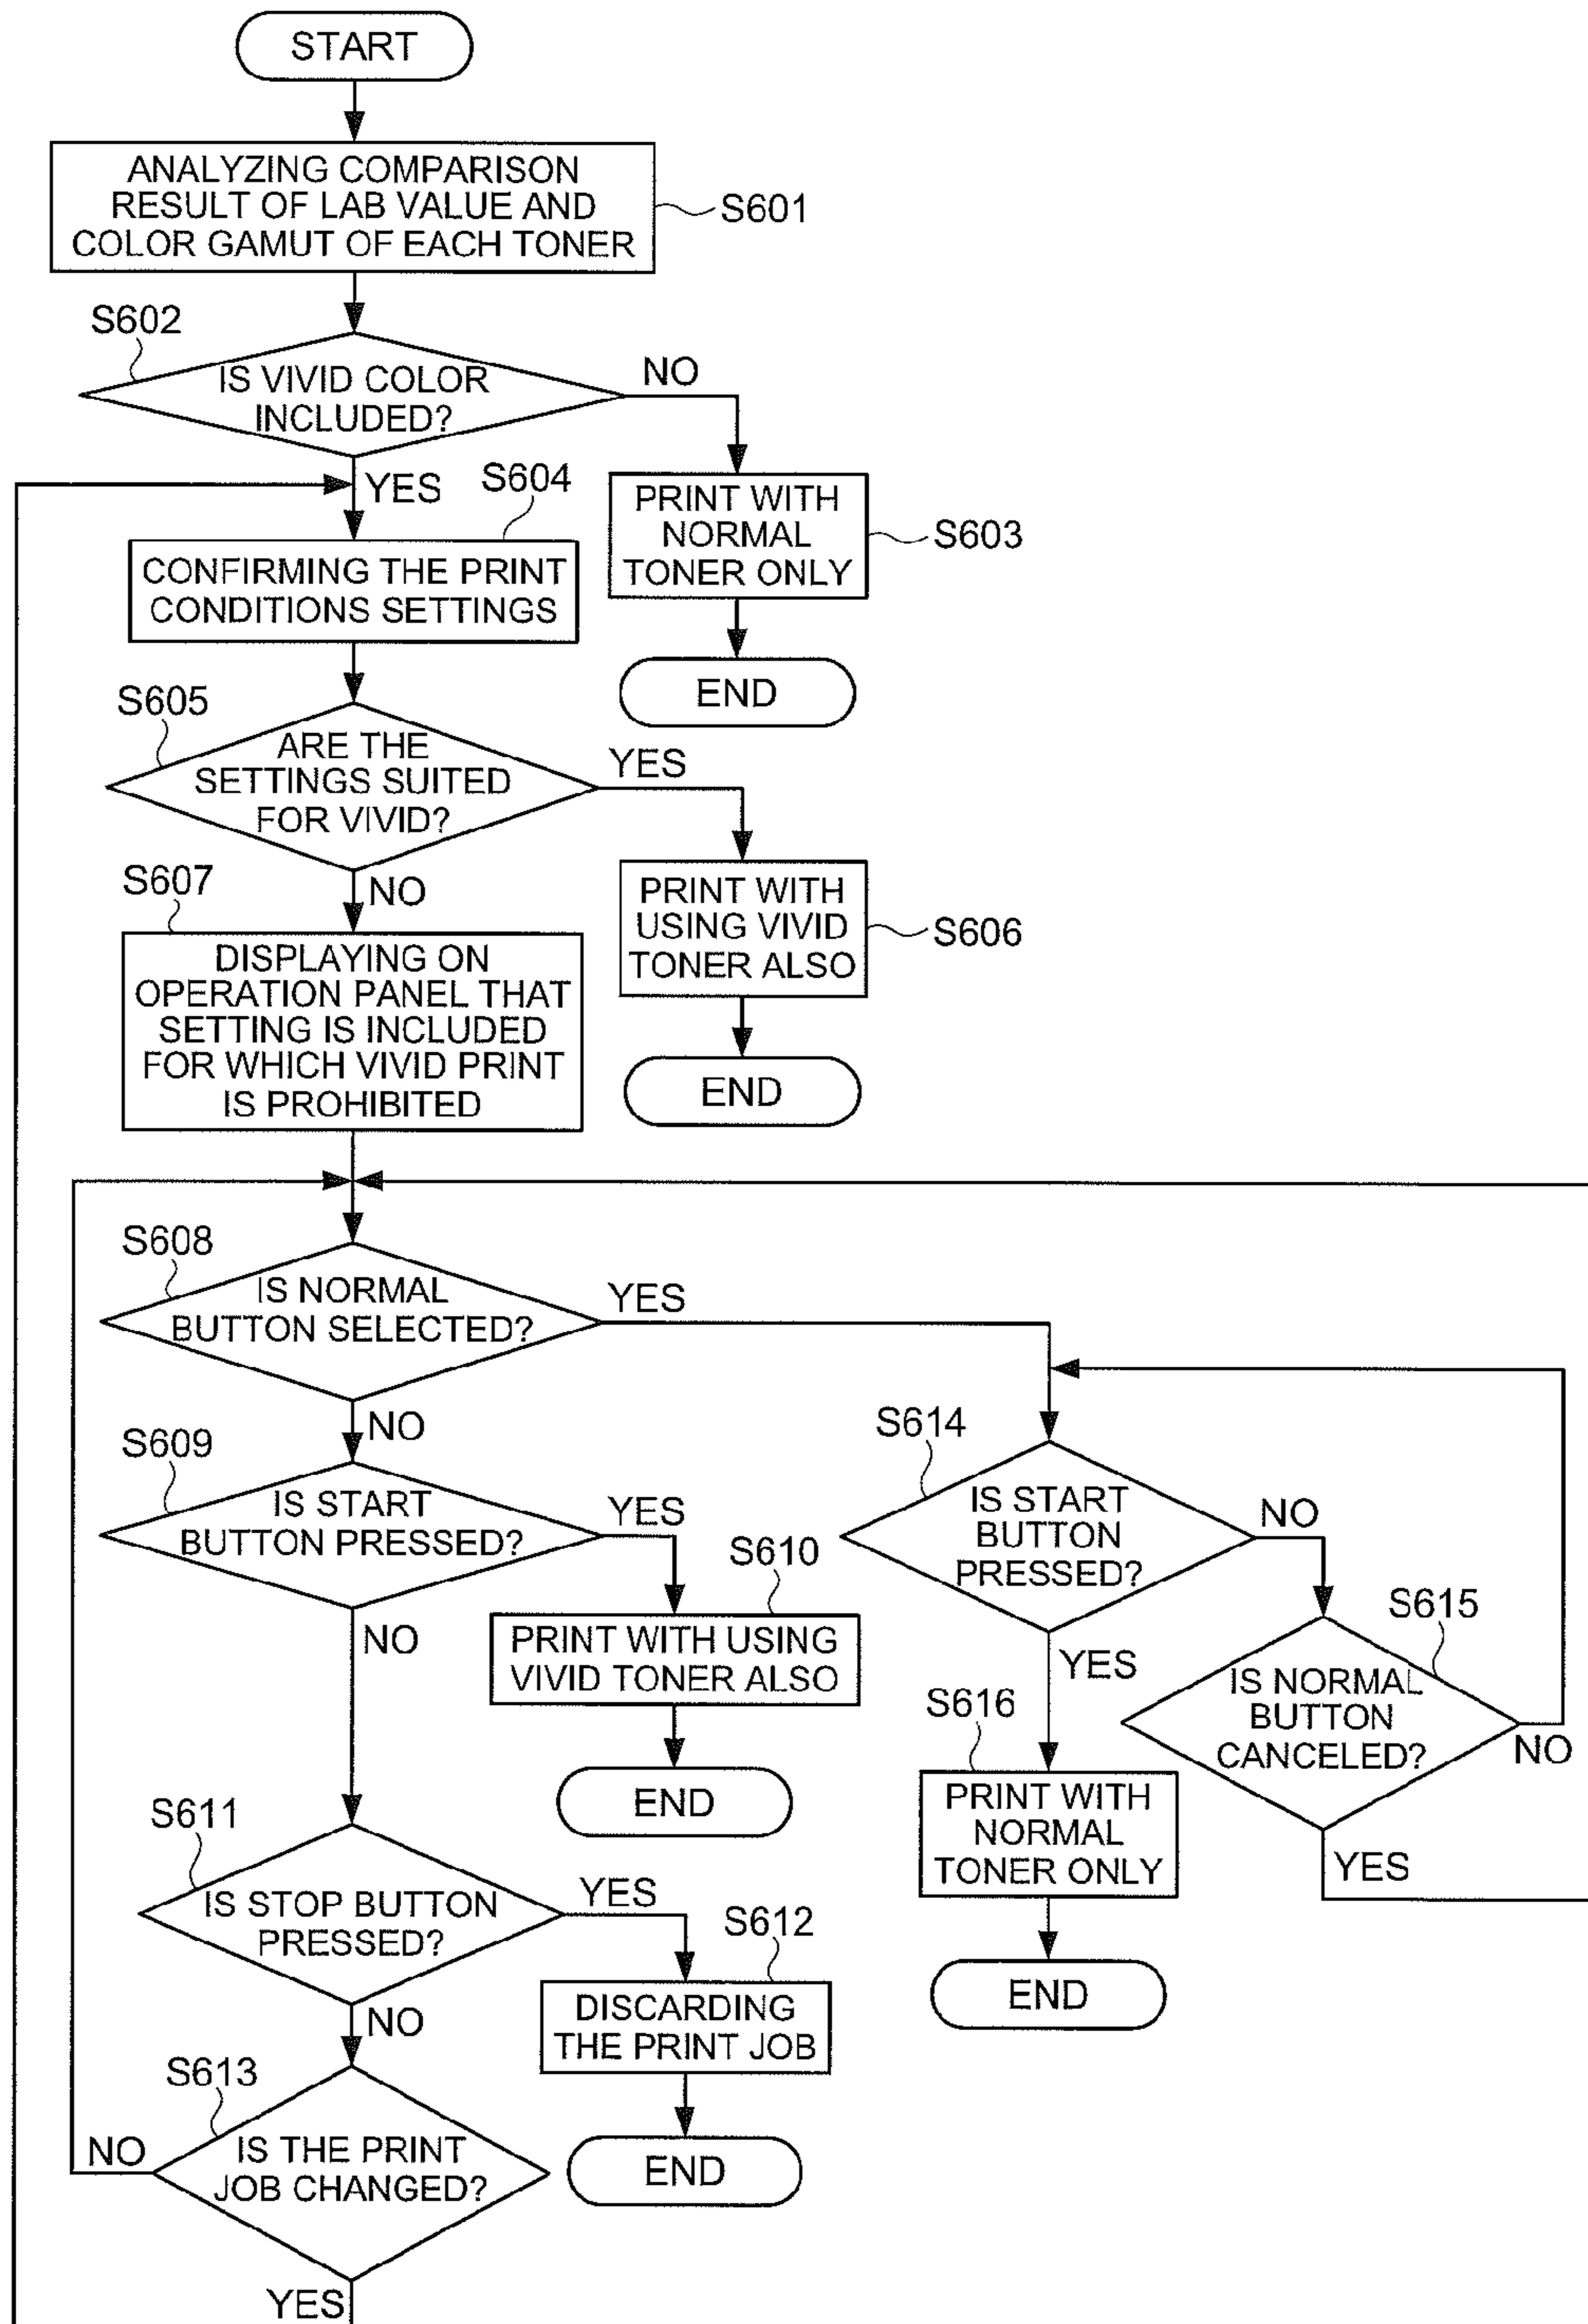 START
ANALYZING COMPARISON
RESULT OF LAB VALUE AND
COLOR GAMUT OF EACH TONER
S601
S602
IS VIVID COLOR
INCLUDED?
NO
YES
PRINT WITH
NORMAL
TONER ONLY
S603
END
S604
CONFIRMING THE PRINT
CONDITIONS SETTINGS
S605
ARE THE
SETTINGS SUITED
FOR VIVID?
YES
NO
PRINT WITH
USING VIVID
TONER ALSO
S606
END
S607
DISPLAYING ON
OPERATION PANEL THAT
SETTING IS INCLUDED
FOR WHICH VIVID PRINT
IS PROHIBITED
S608
IS NORMAL
BUTTON SELECTED?
YES
NO
S609
IS START
BUTTON PRESSED?
YES
NO
S610
PRINT WITH USING
VIVID TONER ALSO
END
S614
IS START
BUTTON
PRESSED?
NO
YES
S615
IS NORMAL
BUTTON
CANCELED?
NO
YES
S616
PRINT WITH
NORMAL
TONER ONLY
END
S611
IS STOP BUTTON
PRESSED?
YES
NO
S612
DISCARDING
THE PRINT JOB
END
S613
IS THE PRINT
JOB CHANGED?
NO
YES